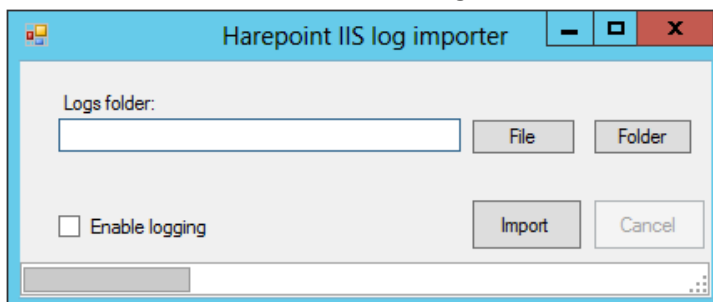 Harepoint IIS log importer
Logs folder:
File
Folder
Enable logging
Import
Cancel